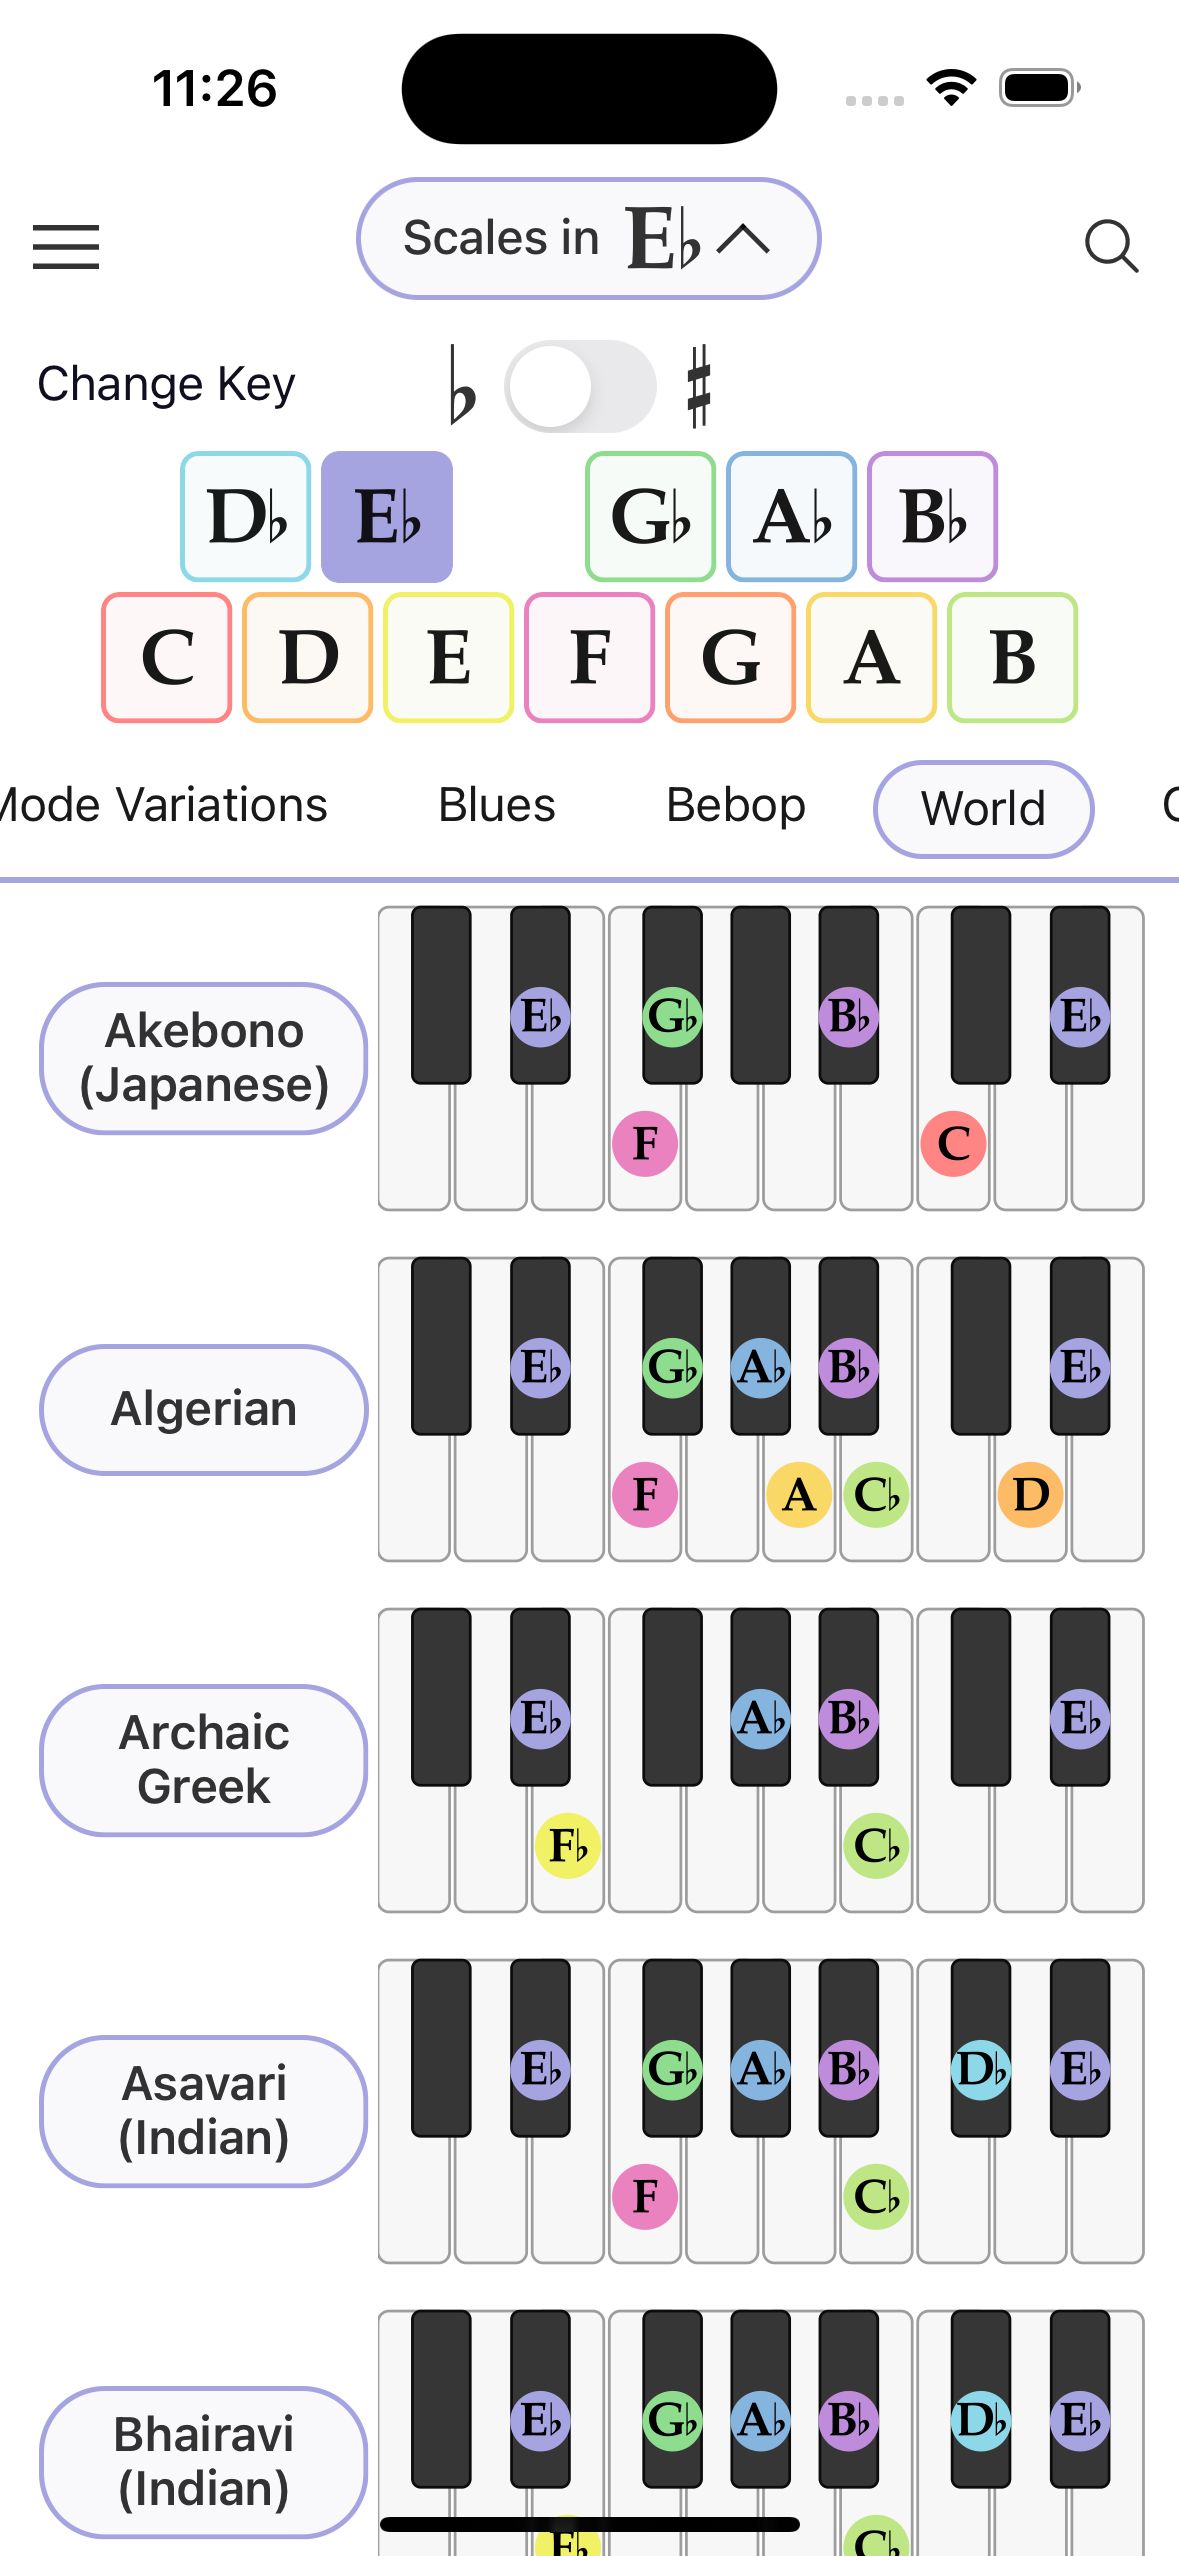 11:26
Scales in E♭
Change Key ♭ ♯
D♭ E♭ G♭ A♭ B♭
C D E F G A B
Mode Variations Blues Bebop World
Akebono
(Japanese)
E♭ G♭ B♭ E♭
F C
Algerian
E♭ G♭ A♭ B♭ E♭
F A C♭ D
Archaic
Greek
E♭ A♭ B♭ E♭
F♭ C♭
Asavari
(Indian)
E♭ G♭ A♭ B♭ D♭ E♭
F C♭
Bhairavi
(Indian)
E♭ G♭ A♭ B♭ D♭ E♭
F♭ C♭